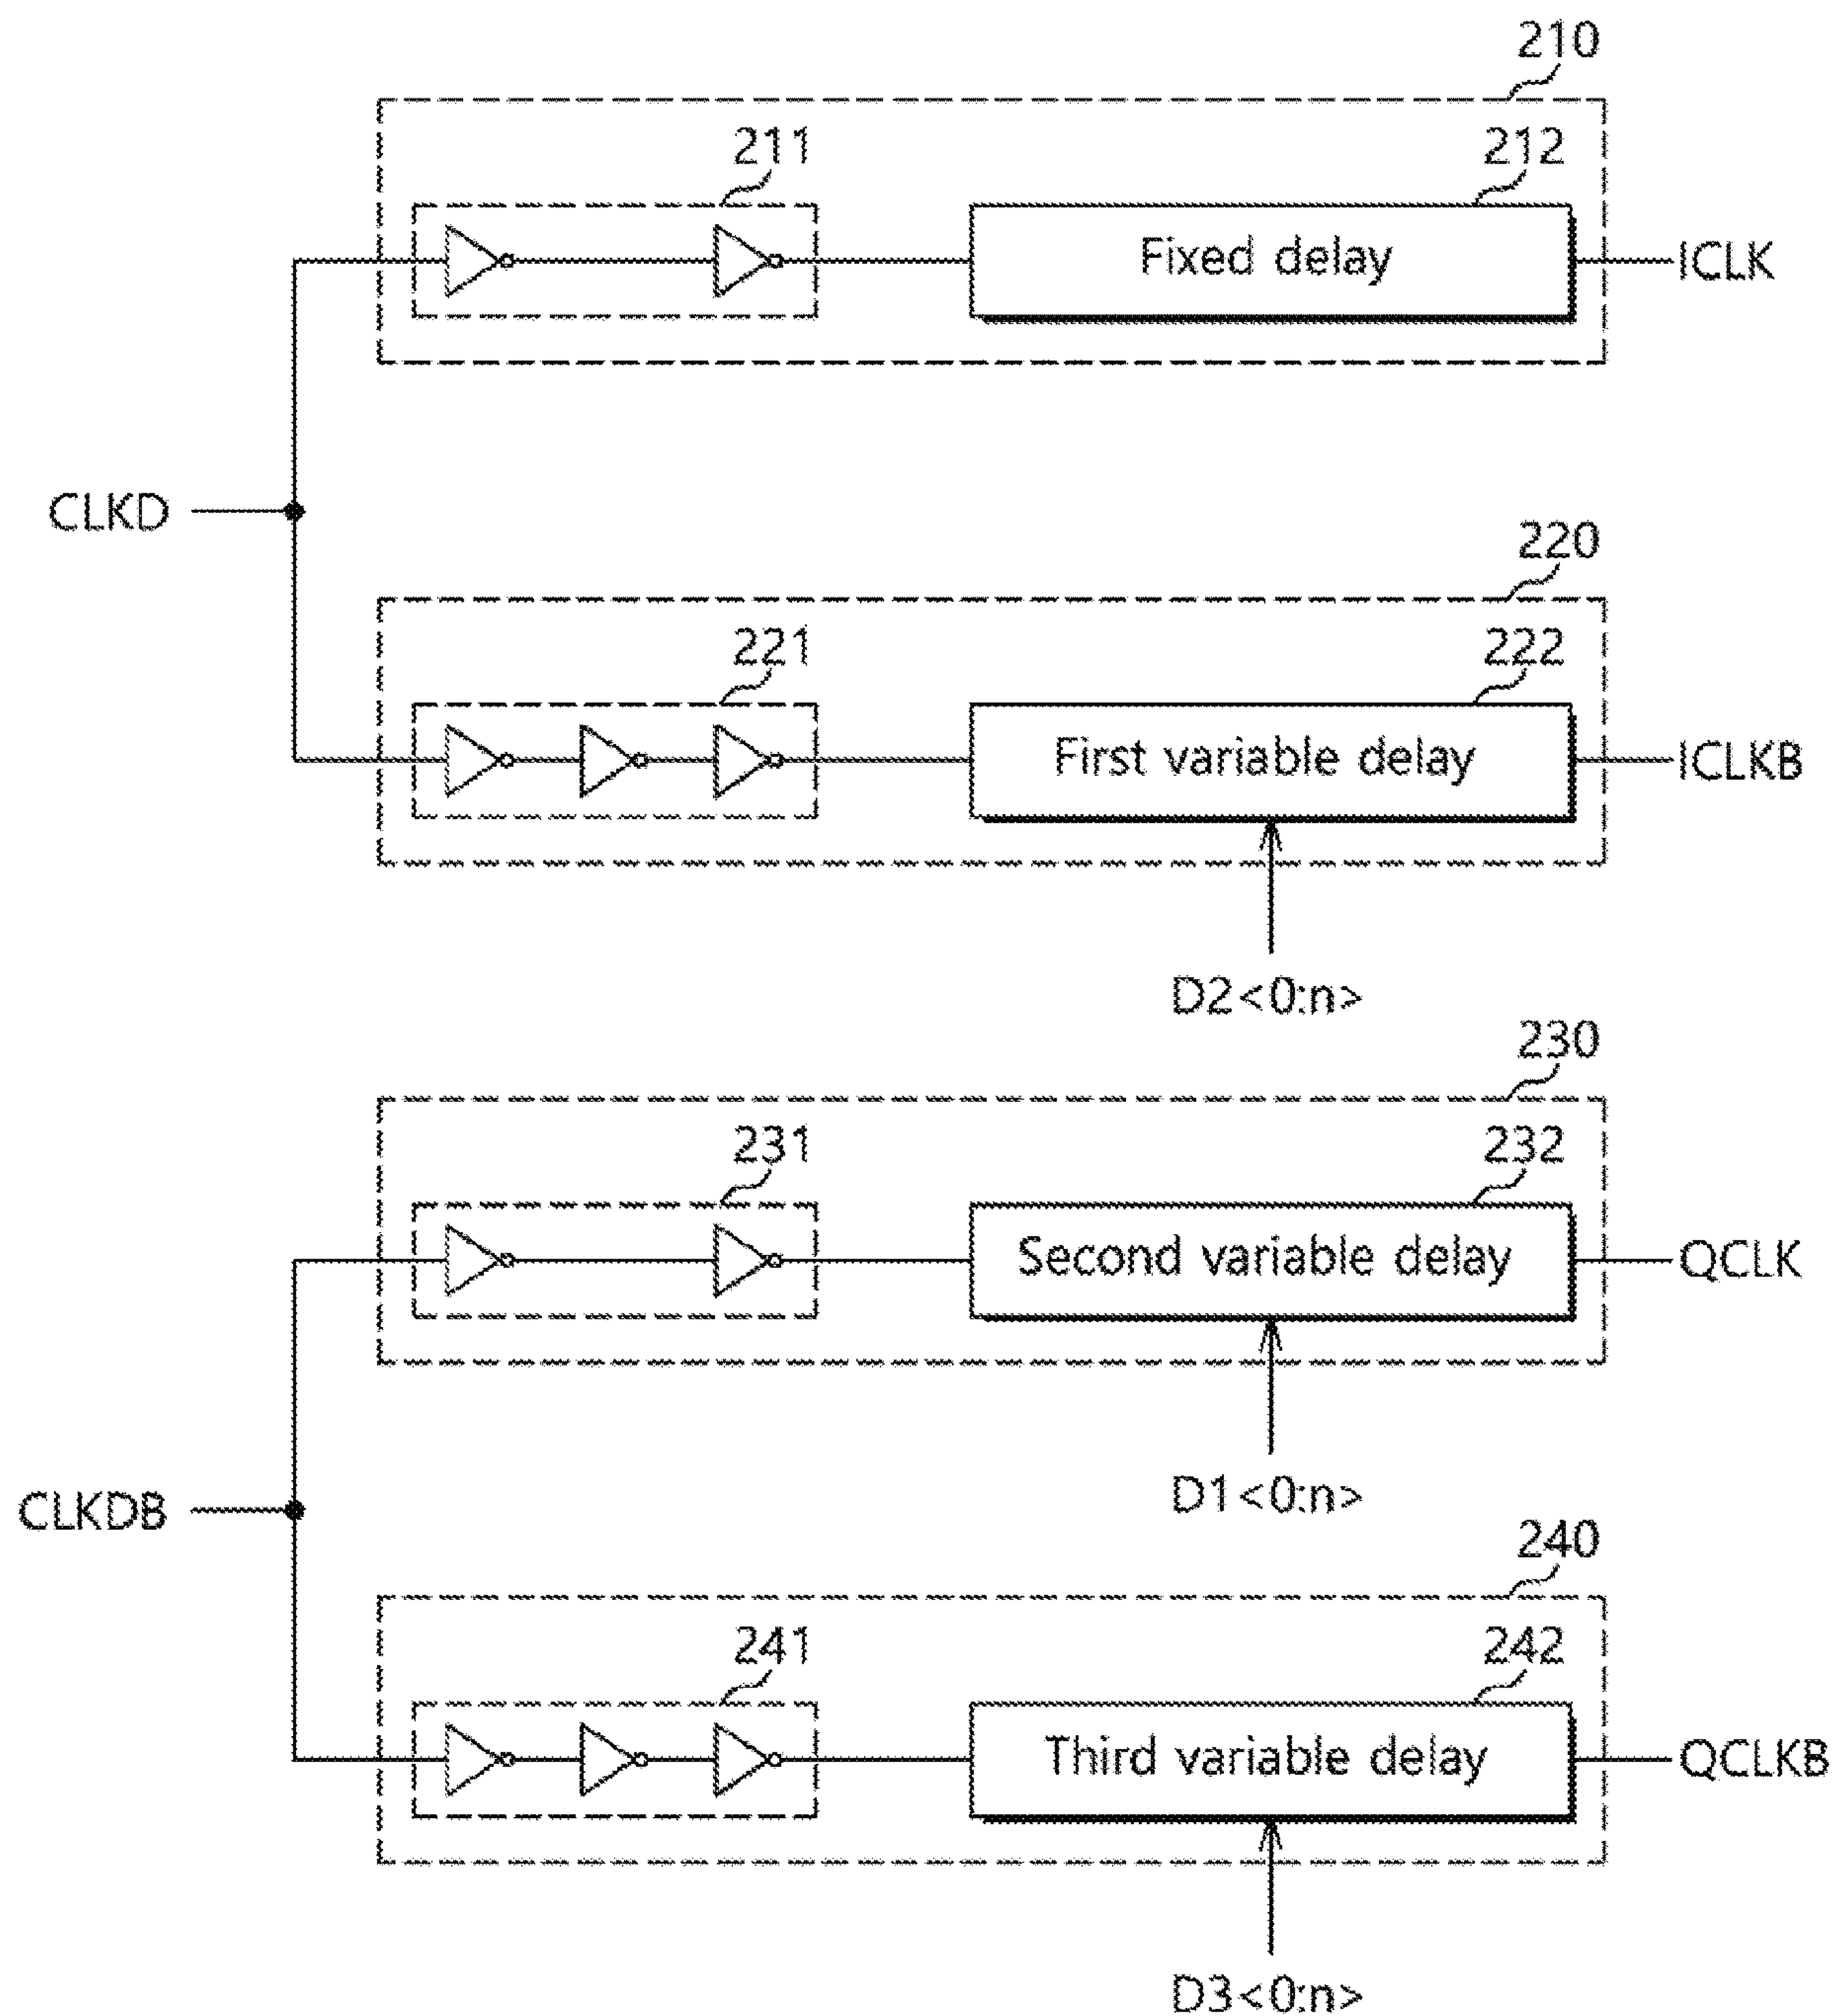 210
211
212
Fixed delay
ICLK
CLKD
220
221
222
First variable delay
ICLKB
D2<0:n>
230
231
232
Second variable delay
QCLK
D1<0:n>
CLKDB
240
241
242
Third variable delay
QCLKB
D3<0:n>